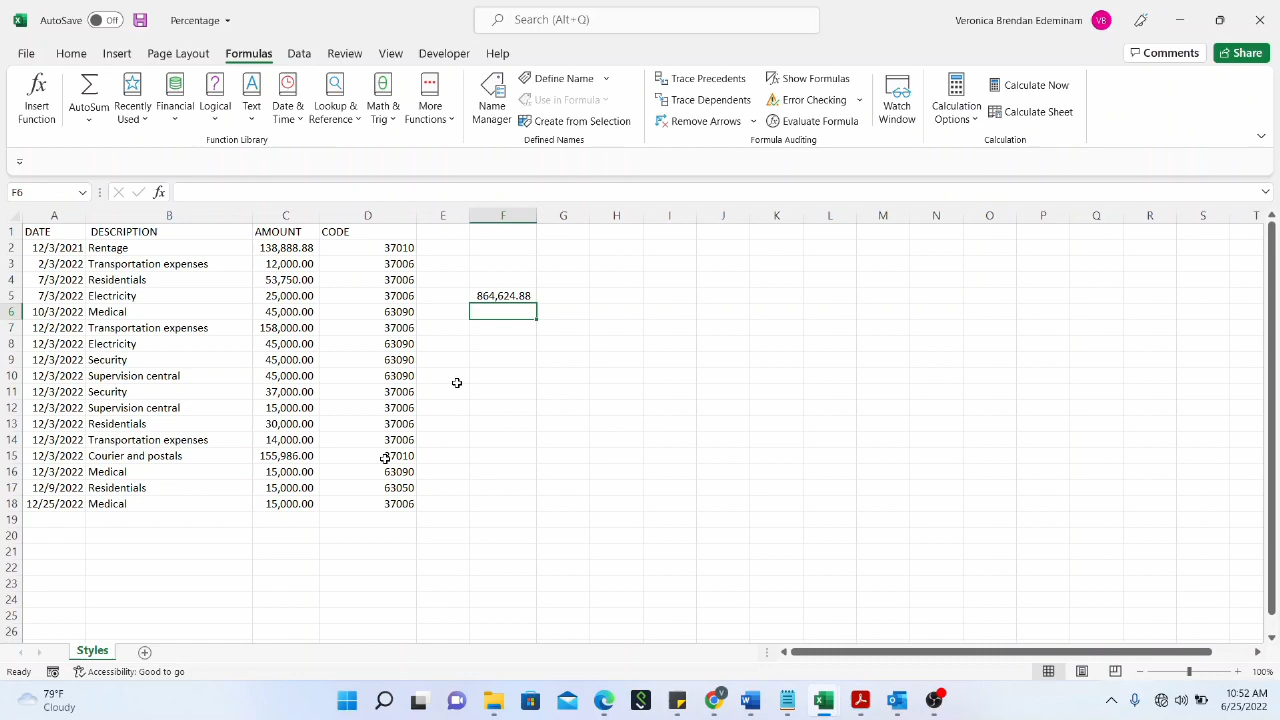 AutoSave Off Percentage Search (Alt+Q) Veronica Brendan Edeminam VB
File Home Insert Page Layout Formulas Data Review View Developer Help Comments Share
Insert Function AutoSum Recently Used Financial Logical Text Date & Time Lookup & Reference Math & Trig More Functions
Function Library
Name Manager Define Name Use in Formula Create from Selection
Defined Names
Trace Precedents Trace Dependents Remove Arrows Show Formulas Error Checking Evaluate Formula Watch Window
Formula Auditing
Calculation Options Calculate Now Calculate Sheet
Calculation
F6 fx
A B C D E F G H I J K L M N O P Q R S T
1 DATE DESCRIPTION AMOUNT CODE
2 12/3/2021 Rentage 138,888.88 37010
3 2/3/2022 Transportation expenses 12,000.00 37006
4 7/3/2022 Residentials 53,750.00 37006
5 7/3/2022 Electricity 25,000.00 37006 864,624.88
6 10/3/2022 Medical 45,000.00 63090
7 12/2/2022 Transportation expenses 158,000.00 37006
8 12/3/2022 Electricity 45,000.00 63090
9 12/3/2022 Security 45,000.00 63090
10 12/3/2022 Supervision central 45,000.00 63090
11 12/3/2022 Security 37,000.00 37006
12 12/3/2022 Supervision central 15,000.00 37006
13 12/3/2022 Residentials 30,000.00 37006
14 12/3/2022 Transportation expenses 14,000.00 37006
15 12/3/2022 Courier and postals 155,986.00 37010
16 12/3/2022 Medical 15,000.00 63090
17 12/9/2022 Residentials 15,000.00 63050
18 12/25/2022 Medical 15,000.00 37006
19
20
21
22
23
24
25
26
Styles
Ready Accessibility: Good to go 100%
79°F Cloudy 10:52 AM 6/25/2022